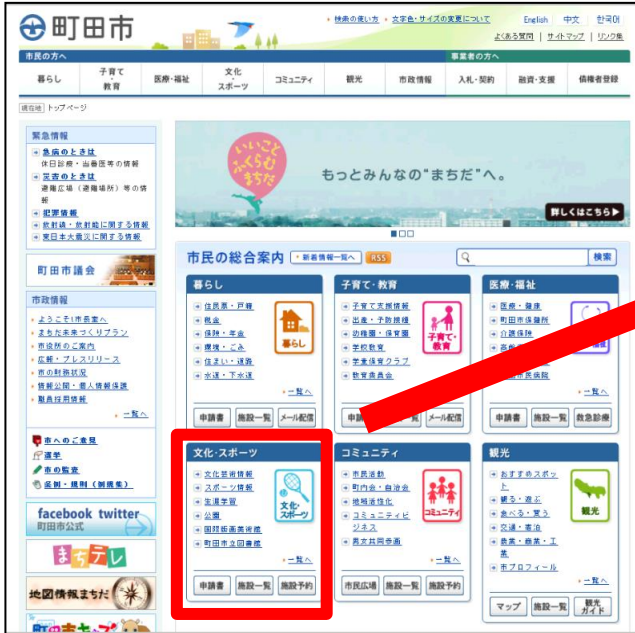 町田市
検索の使い方 文字色・サイズの変更について English 中文 한국어
よくある質問 サイトマップ リンク集
市民の方へ 事業者の方へ
暮らし 子育て・教育 医療・福祉 文化・スポーツ コミュニティ 観光 市政情報 入札・契約 融資・支援 債権者登録
現在地 トップページ
緊急情報
急病のときは
休日診療・当番医等の情報
災害のときは
避難広場（避難場所）等の情報
犯罪情報
放射線・放射能に関する情報
東日本大震災に関する情報
町田市議会
市政情報
ようこそ!市長室へ
まちだ未来づくりプラン
市役所のご案内
広報・プレスリリース
市の財務状況
情報公開・個人情報保護
職員採用情報
一覧へ
市へのご意見
選挙
市の監査
条例・規則（例規集）
facebook twitter
町田市公式
まちテレ
地図情報まちだ
いいこと
ふくらむ
まちだ
もっとみんなの"まちだ"へ。
詳しくはこちら
市民の総合案内 新着情報一覧へ RSS 検索
暮らし
住民票・戸籍
税金
保険・年金
環境・ごみ
住まい・道路
水道・下水道
暮らし
一覧へ
申請書 施設一覧 メール配信
子育て・教育
子育て支援情報
出産・予防接種
幼稚園・保育園
学校教育
学童保育クラブ
教育委員会
子育て・教育
一覧へ
メール配信
医療・福祉
医療・健康
町田市保健所
介護保険
市民病院
申請書 施設一覧 救急診療
文化・スポーツ
文化芸術情報
スポーツ情報
生涯学習
公園
国際版画美術館
町田市立図書館
文化・スポーツ
一覧へ
申請書 施設一覧 施設予約
コミュニティ
市民活動
町内会・自治会
地域活性化
コミュニティビジネス
男女共同参画
コミュニティ
一覧へ
市民広場 施設一覧 施設予約
観光
おすすめスポット
観る・遊ぶ
食べる・買う
交通・宿泊
農業・商業・工業
市プロフィール
観光
一覧へ
マップ 施設一覧 観光ガイド